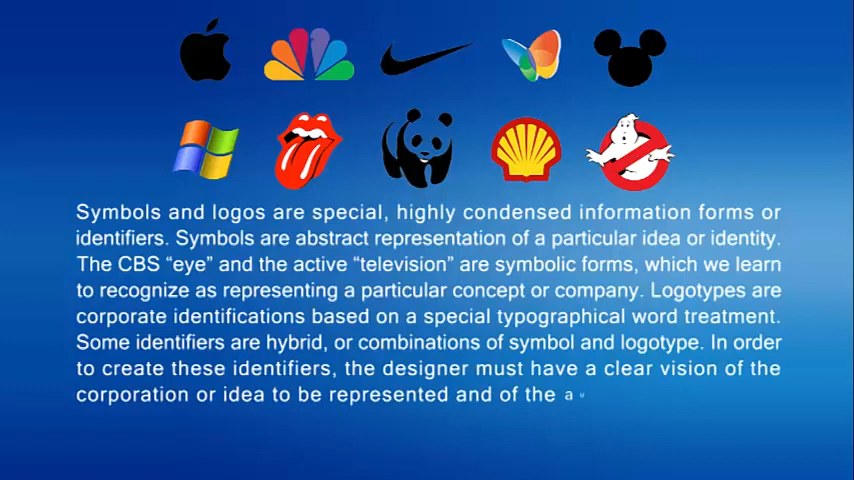 Symbols and logos are special, highly condensed information forms or
identifiers. Symbols are abstract representation of a particular idea or identity.
The CBS “eye” and the active “television” are symbolic forms, which we learn
to recognize as representing a particular concept or company. Logotypes are
corporate identifications based on a special typographical word treatment.
Some identifiers are hybrid, or combinations of symbol and logotype. In order
to create these identifiers, the designer must have a clear vision of the
corporation or idea to be represented and of the a